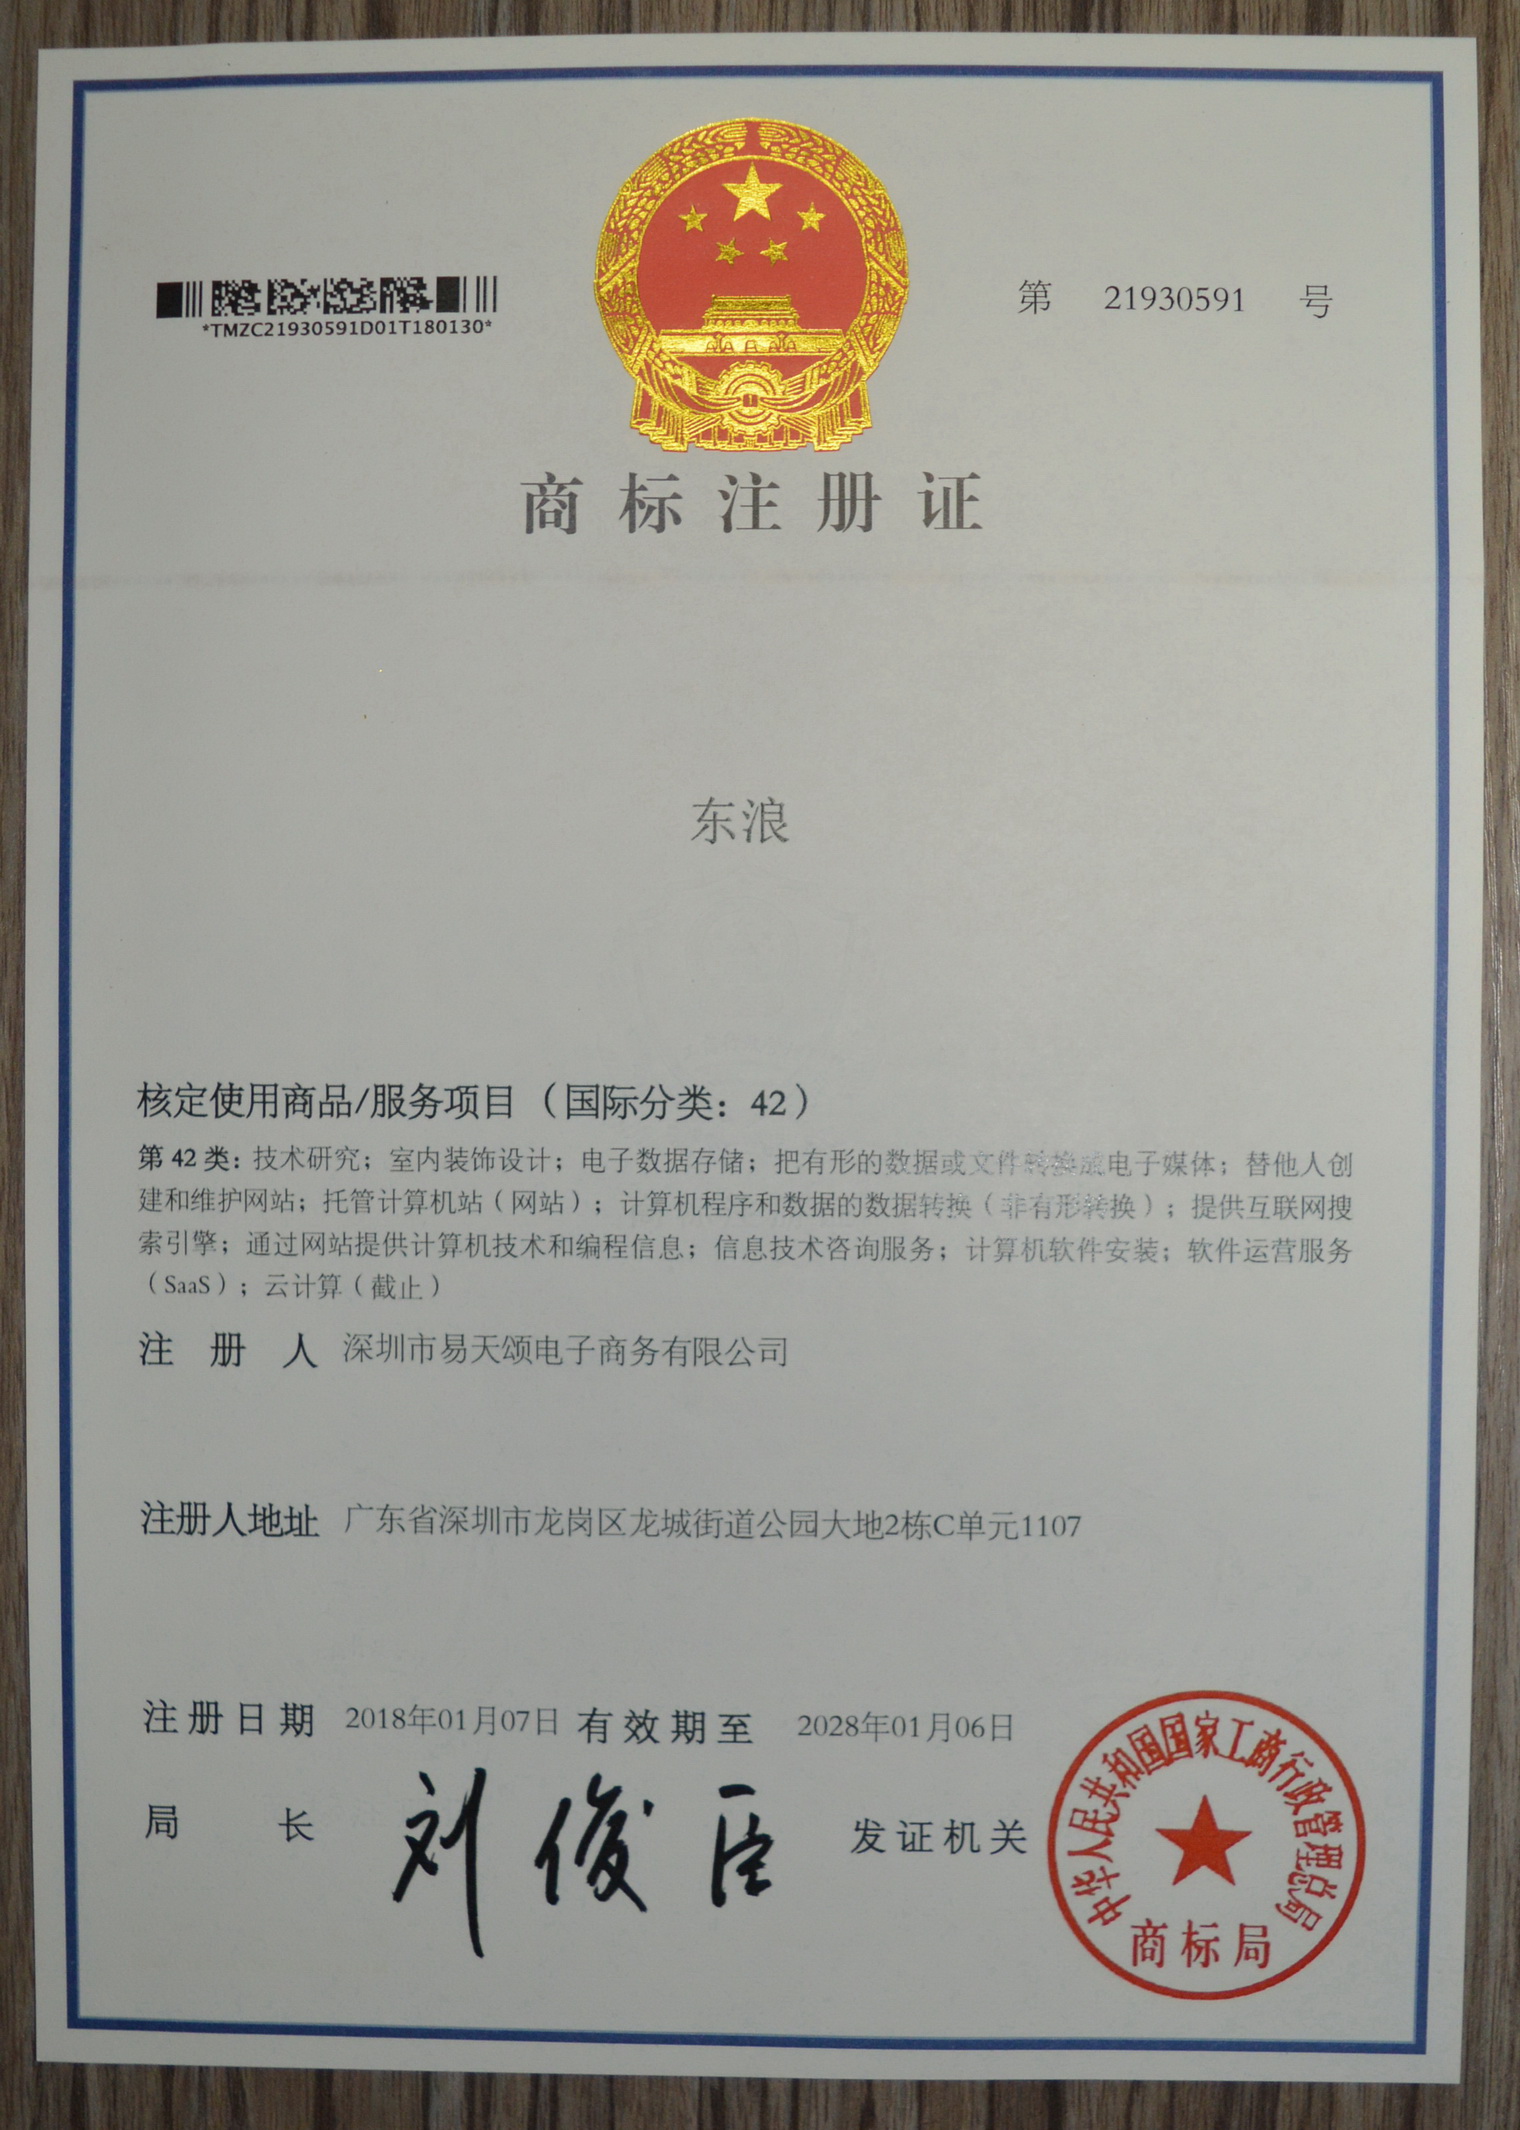 *TMZC21930591D01T180130*
第 21930591 号
商标注册证
东浪
核定使用商品/服务项目（国际分类：42）
第 42 类：技术研究；室内装饰设计；电子数据存储；把有形的数据或文件转换成电子媒体；替他人创
建和维护网站；托管计算机站（网站）；计算机程序和数据的数据转换（非有形转换）；提供互联网搜
索引擎；通过网站提供计算机技术和编程信息；信息技术咨询服务；计算机软件安装；软件运营服务
（SaaS）；云计算（截止）
注册人 深圳市易天颂电子商务有限公司
注册人地址 广东省深圳市龙岗区龙城街道公园大地2栋C单元1107
注册日期 2018年01月07日 有效期至 2028年01月06日
局长 刘俊臣 发证机关
中华人民共和国国家工商行政管理总局
商标局